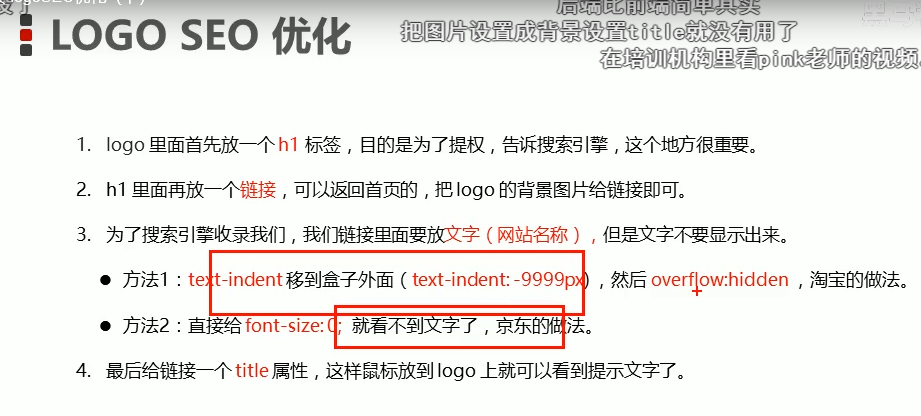 后端比前端简单其实
LOGO SEO 优化
把图片设置成背景设置title就没有用了
在培训机构里看pink老师的视频
1. logo 里面首先放一个 h1 标签，目的是为了提权，告诉搜索引擎，这个地方很重要。
2. h1 里面再放一个链接，可以返回首页的，把 logo 的背景图片给链接即可。
3. 为了搜索引擎收录我们，我们链接里面要放文字（网站名称），但是文字不要显示出来。
● 方法1：text-indent 移到盒子外面（text-indent: -9999px)，然后 overflow:hidden ，淘宝的做法。
● 方法2：直接给 font-size: 0; 就看不到文字了，京东的做法。
4. 最后给链接一个 title 属性，这样鼠标放到 logo 上就可以看到提示文字了。